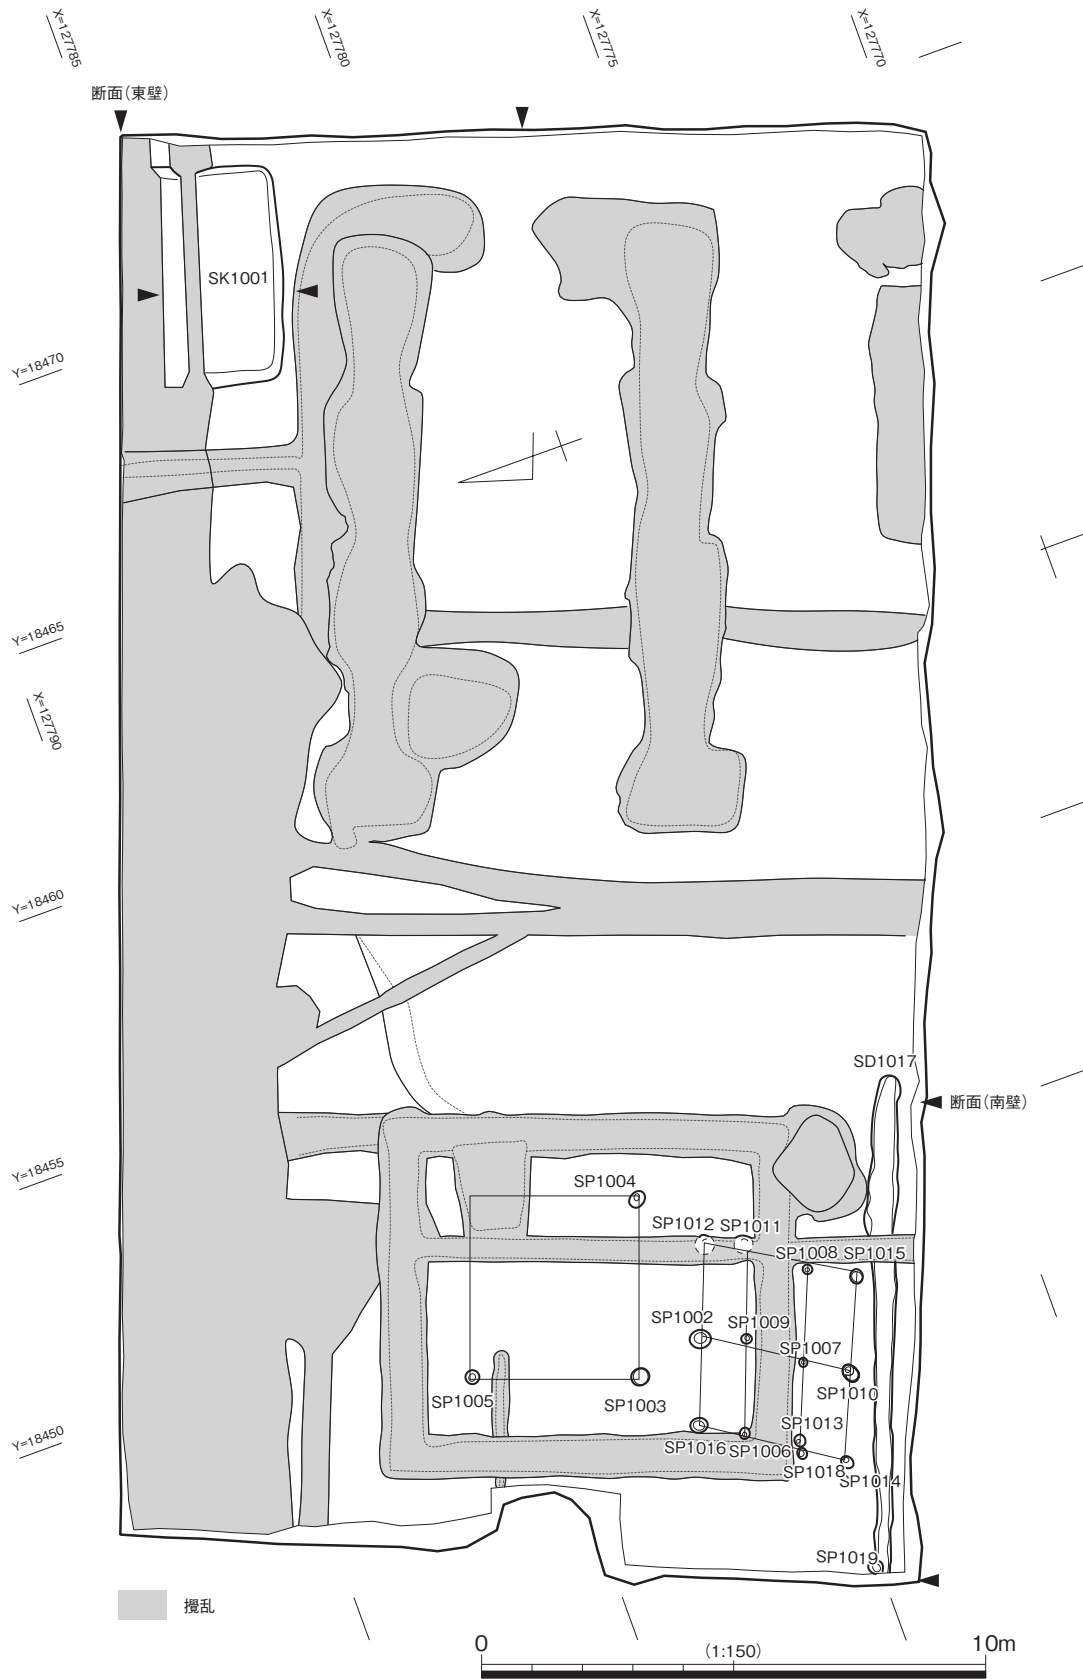 X=127785
X=127780
X=127775
X=127770
断面（東壁）
SK1001
Y=18470
Y=18465
X=127790
Y=18460
SD1017
断面（南壁）
Y=18455
SP1004
SP1012
SP1011
SP1008
SP1015
SP1002
SP1009
SP1007
SP1005
SP1003
SP1010
Y=18450
SP1013
SP1016
SP1006
SP1018
SP1014
SP1019
攪乱
0
(1:150)
10m